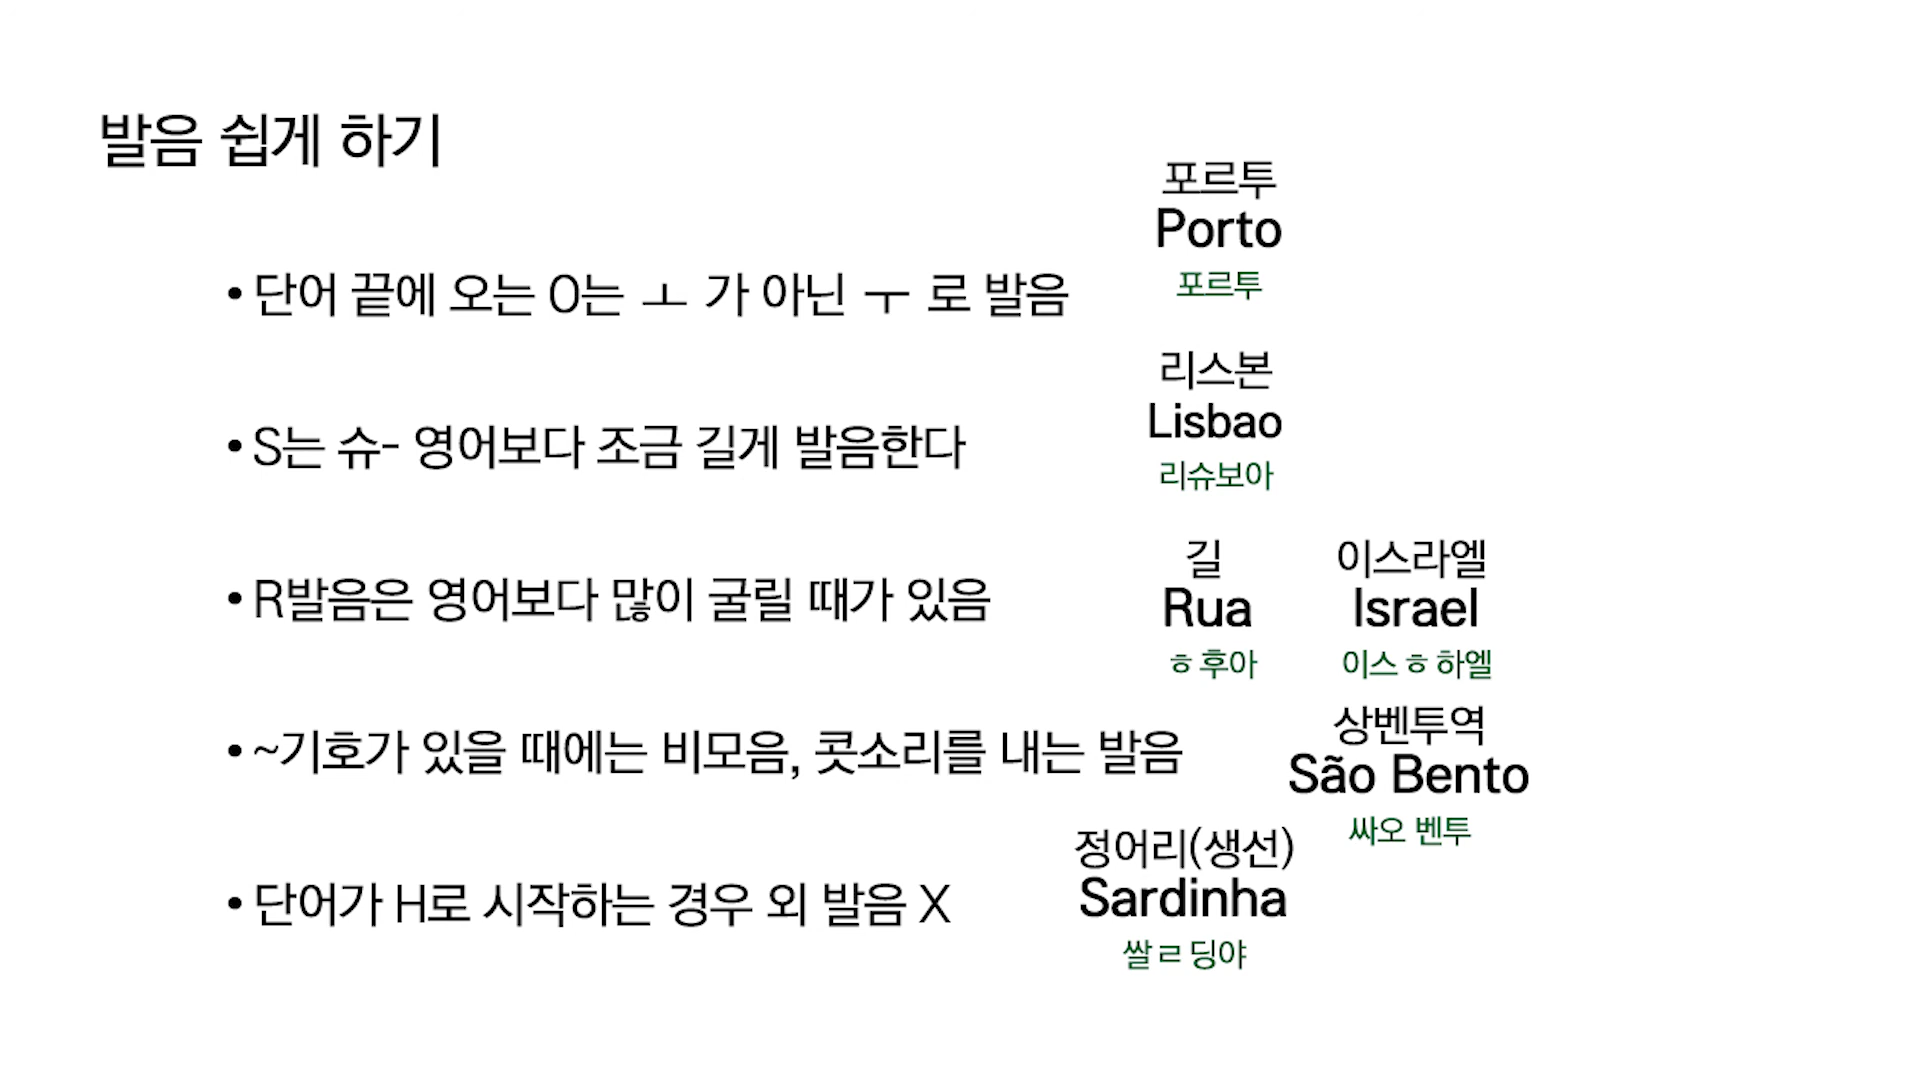 발음 쉽게 하기
• 단어 끝에 오는 O는 ㅗ 가 아닌 ㅜ 로 발음
포르투
Porto
포르투
• S는 슈- 영어보다 조금 길게 발음한다
리스본
Lisbao
리슈보아
• R발음은 영어보다 많이 굴릴 때가 있음
길
Rua
ㅎ후아
이스라엘
Israel
이스ㅎ하엘
• ~기호가 있을 때에는 비모음, 콧소리를 내는 발음
상벤투역
São Bento
싸오 벤투
• 단어가 H로 시작하는 경우 외 발음 X
정어리(생선)
Sardinha
쌀ㄹ딩야